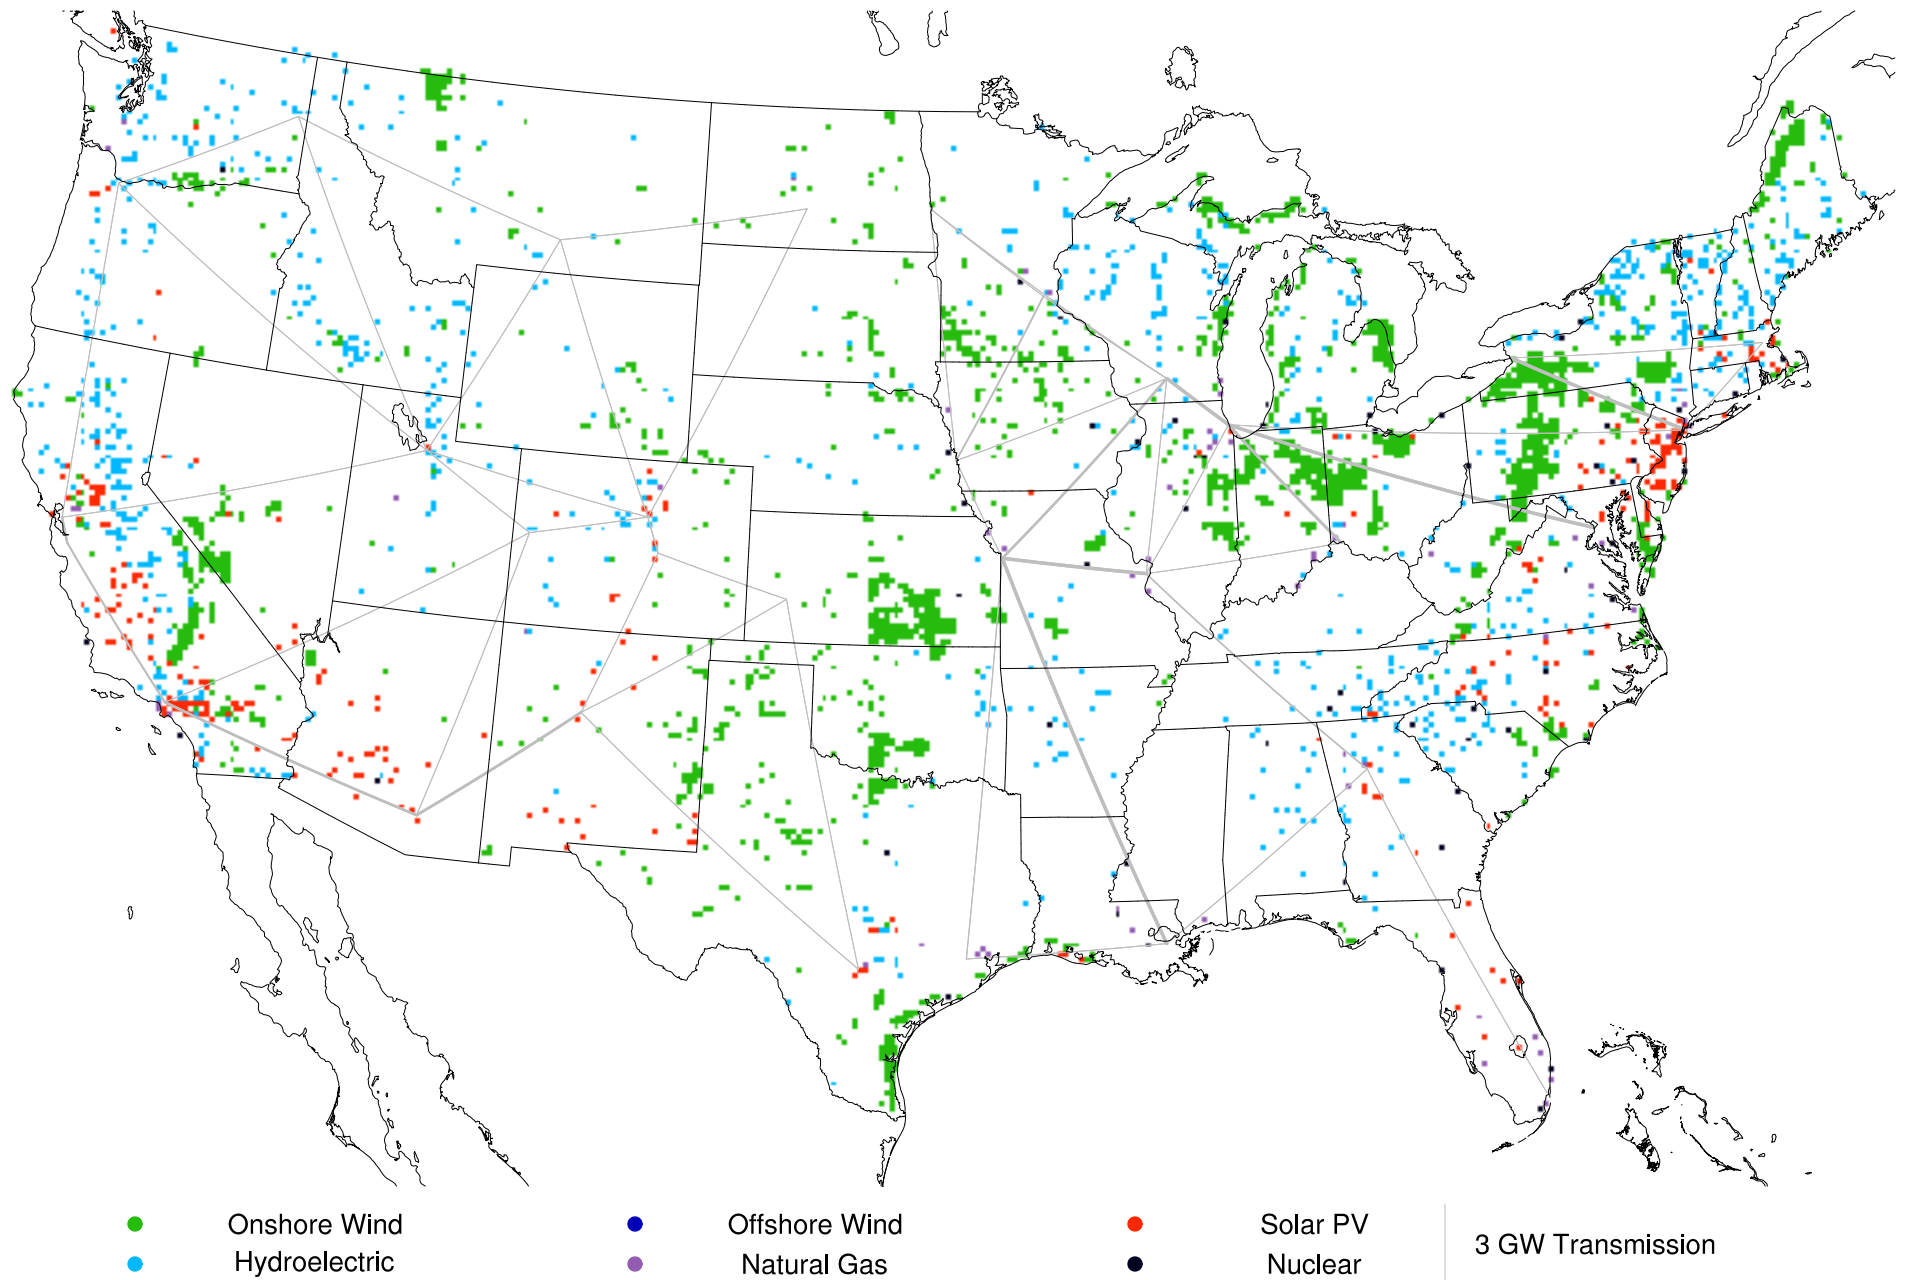 Onshore Wind Offshore Wind Solar PV
Hydroelectric Natural Gas Nuclear
3 GW Transmission